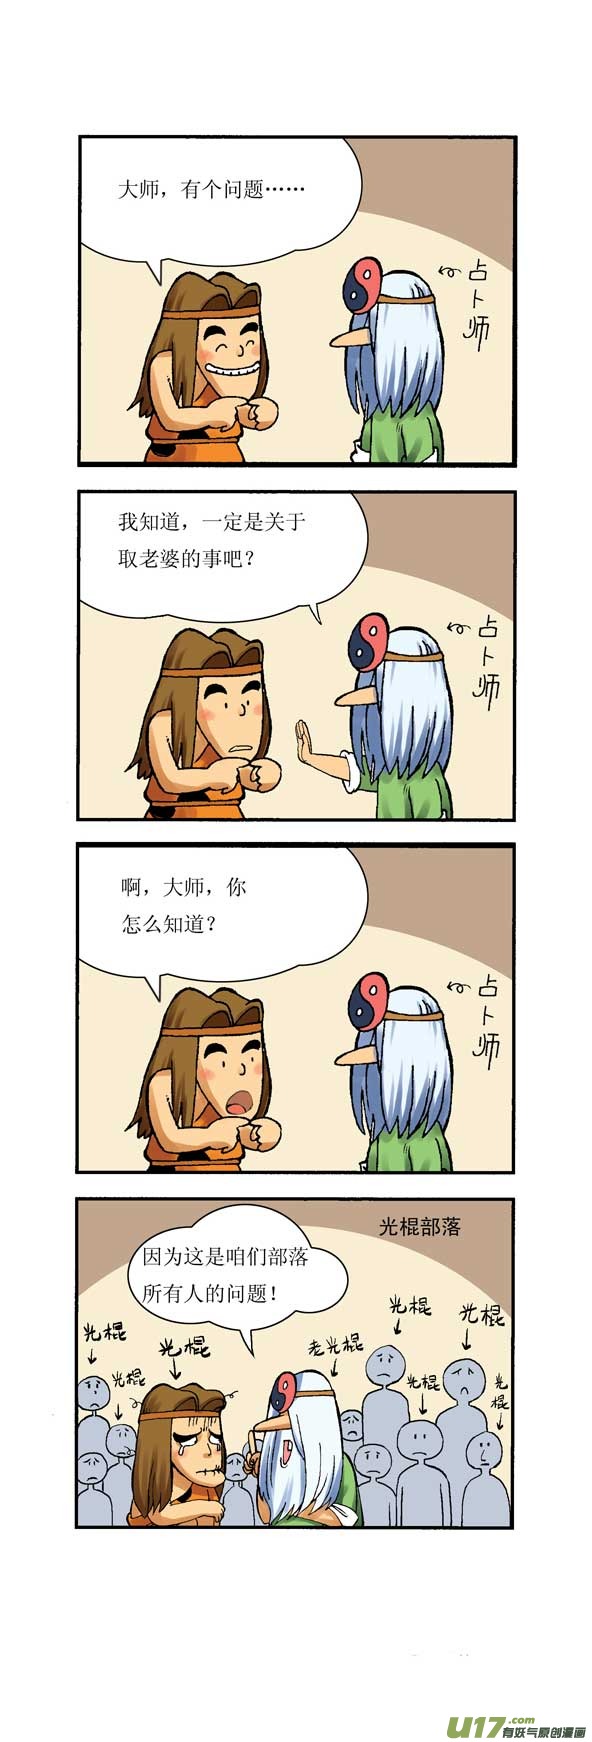 大师，有个问题……
占卜师
我知道，一定是关于
取老婆的事吧？
占卜师
啊，大师，你
怎么知道？
占卜师
光棍部落
因为这是咱们部落
所有人的问题！
光棍
光棍
光棍
老光棍
光棍
光棍
光棍
光棍
U17.com
有妖气原创漫画